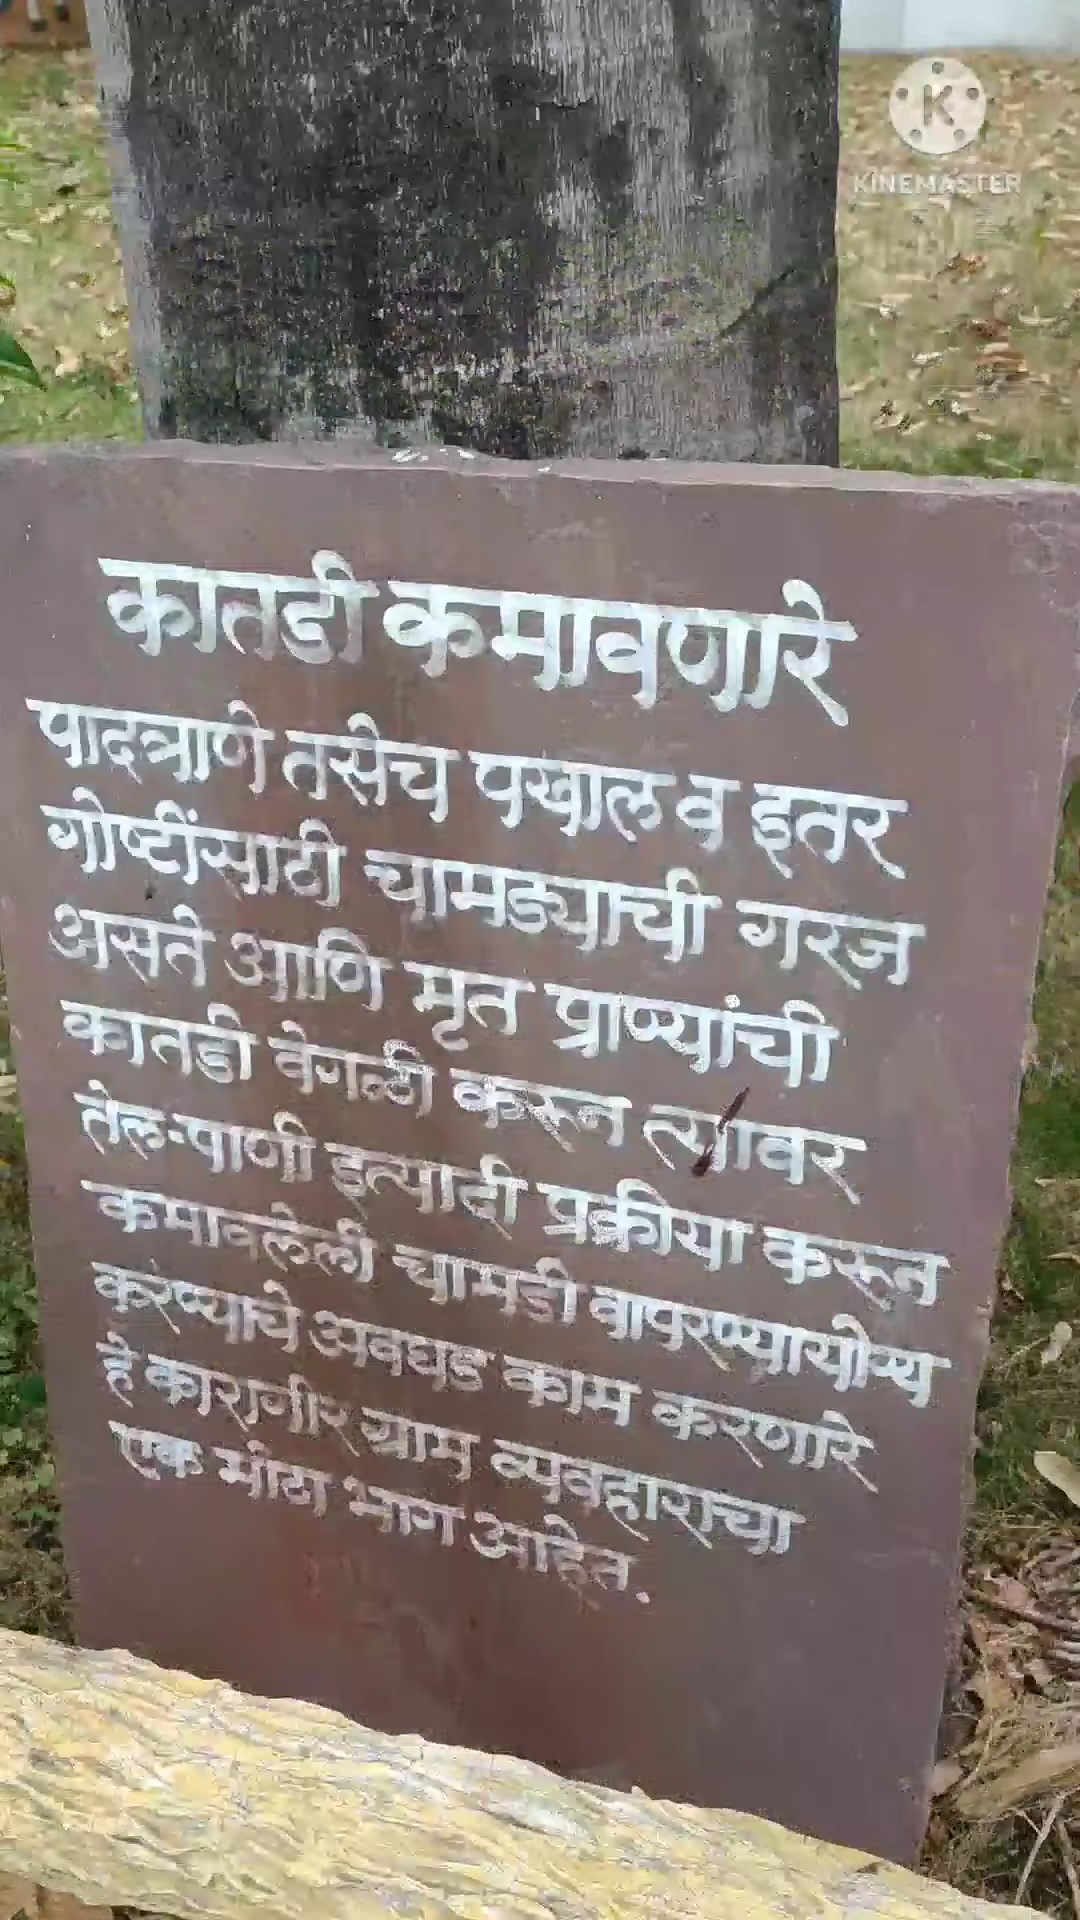 KINEMASTER
कातडी कमावणारे
पादत्राणे तसेच पखाल व इतर
गोष्टींसाठी चामड्याची गरज
असते आणि मृत प्राण्यांची
कातडी वेगळी करून त्यावर
तेल-पाणी इत्यादी प्रक्रीया करून
कमावलेली चामडी वापरण्यायोग्य
करण्याचे अवघड काम करणारे
हे कारागीर ग्राम व्यवहाराचा
एक मोठा भाग आहेत.